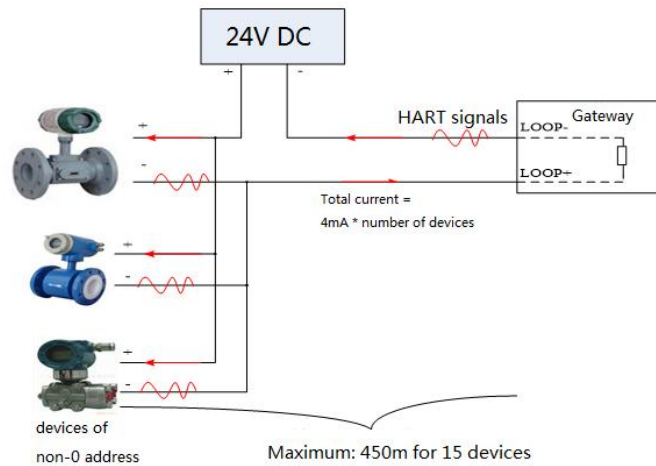 24V DC
+ -
HART signals
Gateway
LOOP-
+
-
LOOP+
Total current =
4mA * number of devices
+
-
+
-
devices of
non-0 address
Maximum: 450m for 15 devices